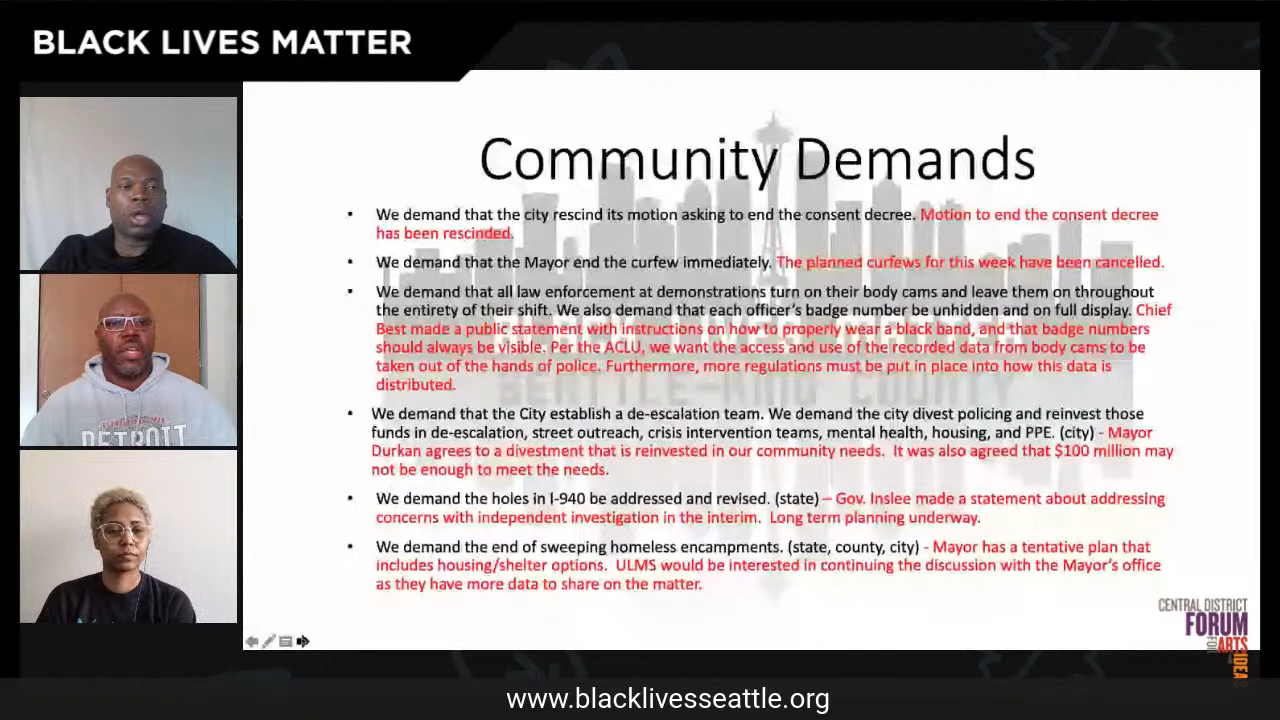 BLACK LIVES MATTER
Community Demands
• We demand that the city rescind its motion asking to end the consent decree. Motion to end the consent decree
has been rescinded.
• We demand that the Mayor end the curfew immediately. The planned curfews for this week have been cancelled.
• We demand that all law enforcement at demonstrations turn on their body cams and leave them on throughout
the entirety of their shift. We also demand that each officer's badge number be unhidden and on full display. Chief
Best made a public statement with instructions on how to properly wear a black band, and that badge numbers
should always be visible. Per the ACLU, we want the access and use of the recorded data from body cams to be
taken out of the hands of police. Furthermore, more regulations must be put in place into how this data is
distributed.
• We demand that the City establish a de-escalation team. We demand the city divest policing and reinvest those
funds in de-escalation, street outreach, crisis intervention teams, mental health, housing, and PPE. (city) - Mayor
Durkan agrees to a divestment that is reinvested in our community needs. It was also agreed that $100 million may
not be enough to meet the needs.
• We demand the holes in I-940 be addressed and revised. (state) – Gov. Inslee made a statement about addressing
concerns with independent investigation in the interim. Long term planning underway.
• We demand the end of sweeping homeless encampments. (state, county, city) - Mayor has a tentative plan that
includes housing/shelter options. ULMS would be interested in continuing the discussion with the Mayor's office
as they have more data to share on the matter.
BLACK LIVES MATTER
SEATTLE-KING COUNTY
DETROIT
CENTRAL DISTRICT
FORUM
FOR ARTS
& IDEAS
www.blacklivesseattle.org